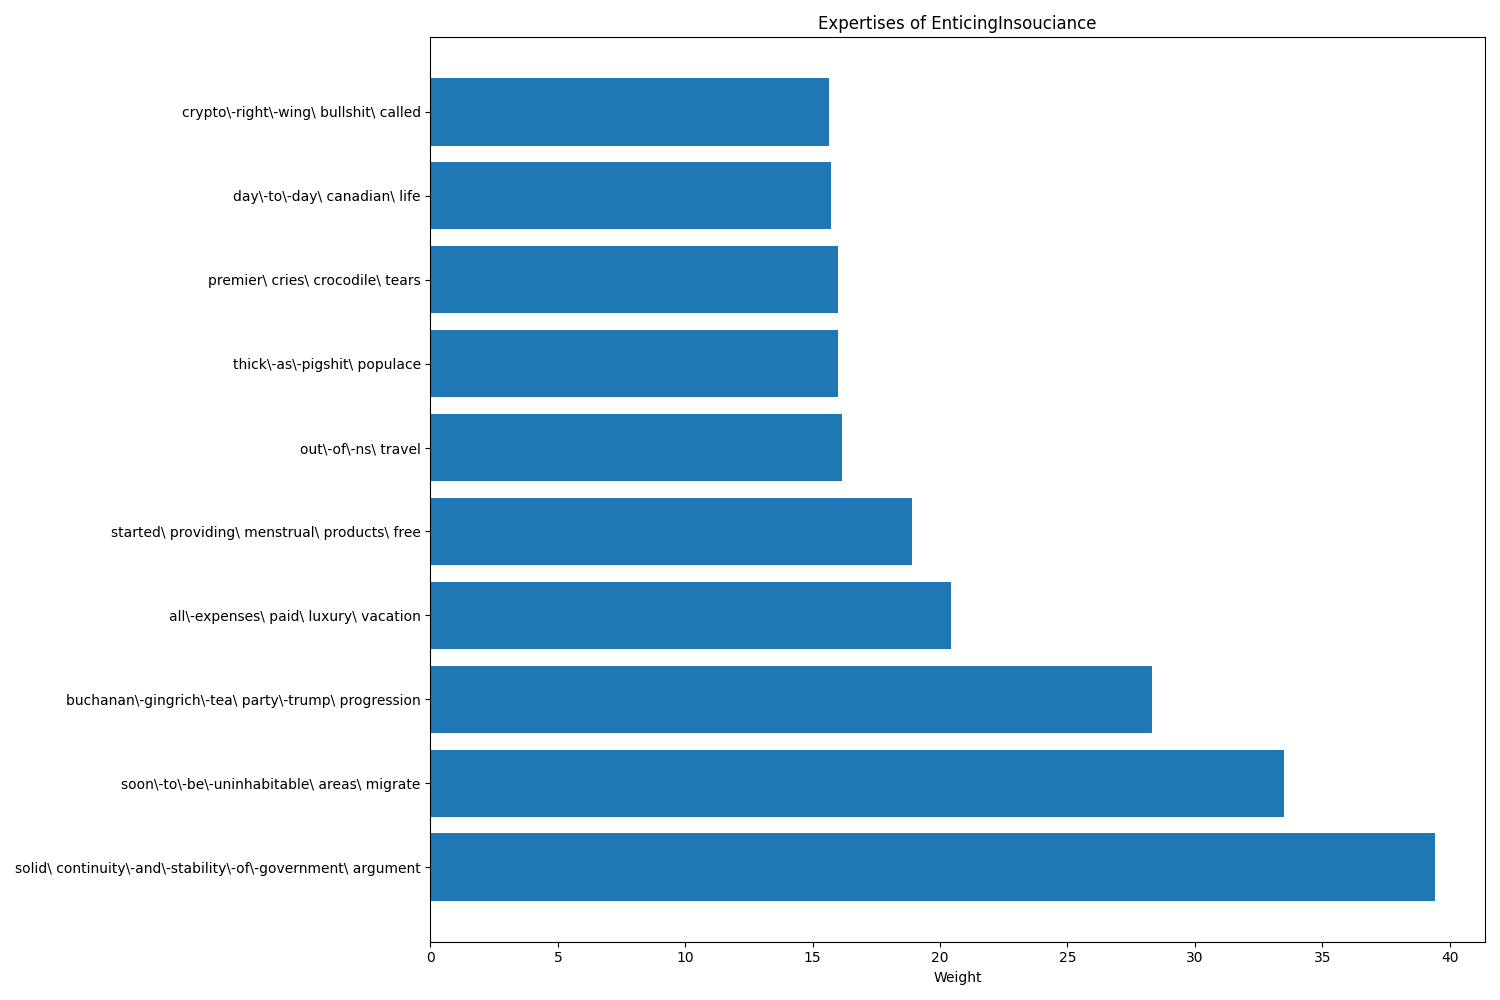 Expertises of EnticingInsouciance
crypto\-right\-wing\ bullshit\ called
day\-to\-day\ canadian\ life
premier\ cries\ crocodile\ tears
thick\-as\-pigshit\ populace
out\-of\-ns\ travel
started\ providing\ menstrual\ products\ free
all\-expenses\ paid\ luxury\ vacation
buchanan\-gingrich\-tea\ party\-trump\ progression
soon\-to\-be\-uninhabitable\ areas\ migrate
solid\ continuity\-and\-stability\-of\-government\ argument
0 5 10 15 20 25 30 35 40
Weight